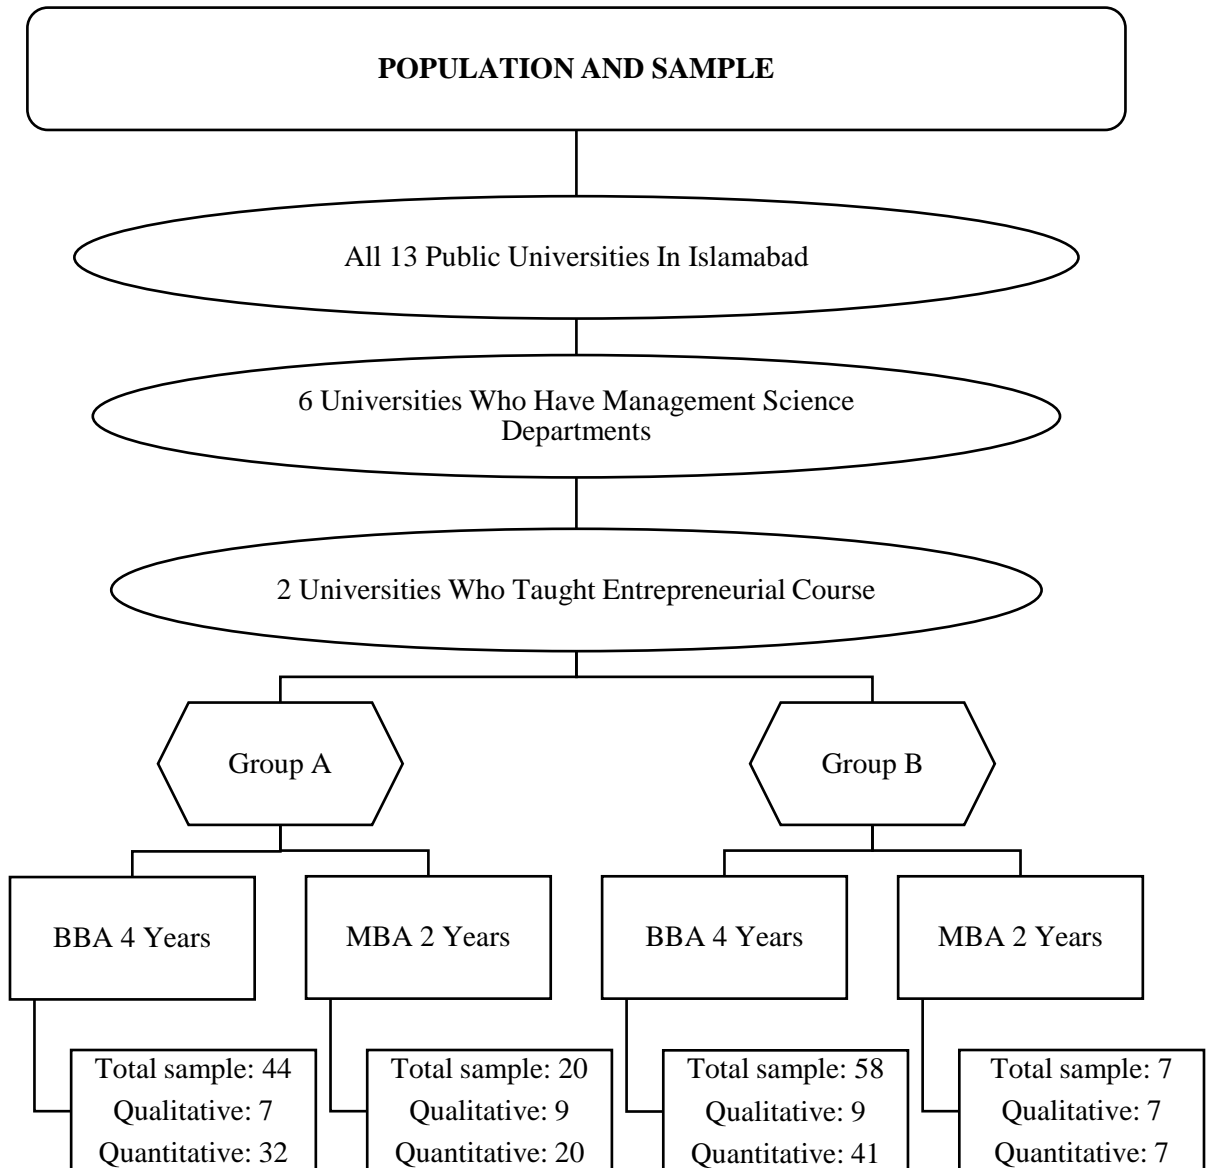 POPULATION AND SAMPLE
All 13 Public Universities In Islamabad
6 Universities Who Have Management Science
Departments
2 Universities Who Taught Entrepreneurial Course
Group A
Group B
BBA 4 Years
MBA 2 Years
BBA 4 Years
MBA 2 Years
Total sample: 44
Qualitative: 7
Quantitative: 32
Total sample: 20
Qualitative: 9
Quantitative: 20
Total sample: 58
Qualitative: 9
Quantitative: 41
Total sample: 7
Qualitative: 7
Quantitative: 7